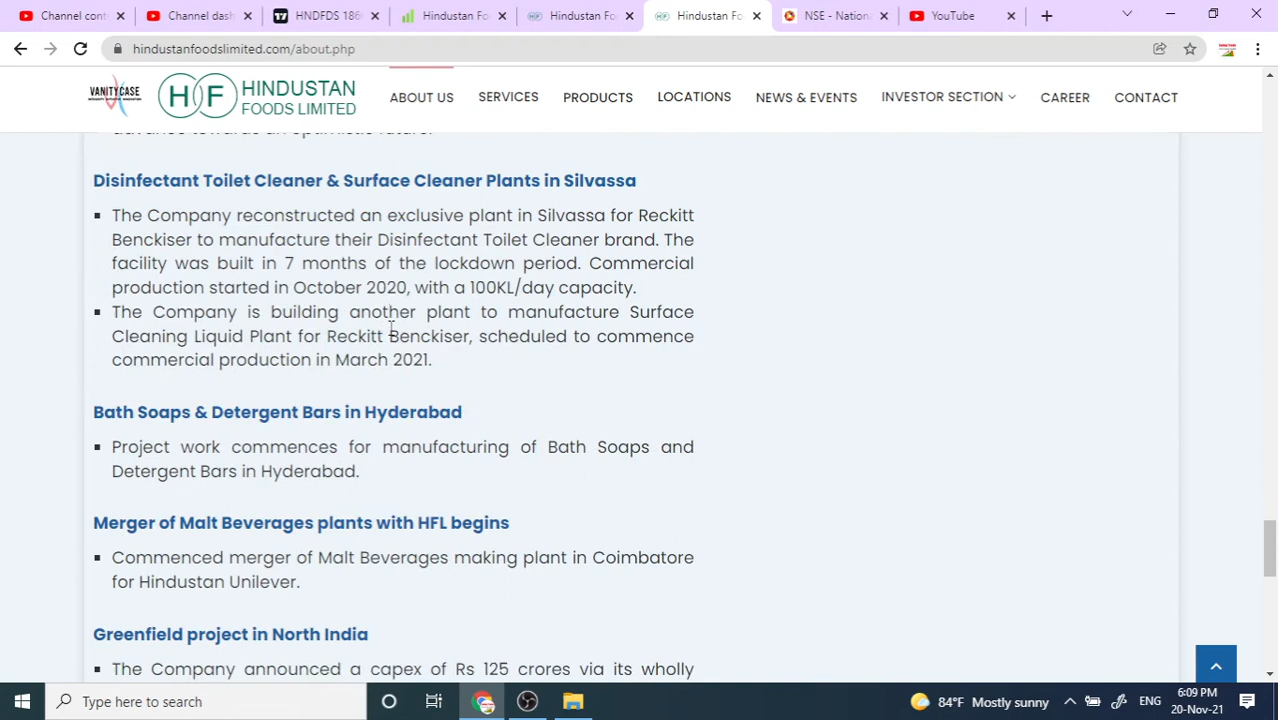 Channel cont
Channel dash
HNDFDS 186
Hindustan Fo
Hindustan Fo
Hindustan Fo
NSE - Nation
YouTube
hindustanfoodslimited.com/about.php
VANITYCASE
HF HINDUSTAN
FOODS LIMITED
ABOUT US
SERVICES
PRODUCTS
LOCATIONS
NEWS & EVENTS
INVESTOR SECTION
CAREER
CONTACT
advance towards an optimistic future.
Disinfectant Toilet Cleaner & Surface Cleaner Plants in Silvassa
The Company reconstructed an exclusive plant in Silvassa for Reckitt
Benckiser to manufacture their Disinfectant Toilet Cleaner brand. The
facility was built in 7 months of the lockdown period. Commercial
production started in October 2020, with a 100KL/day capacity.
The Company is building another plant to manufacture Surface
Cleaning Liquid Plant for Reckitt Benckiser, scheduled to commence
commercial production in March 2021.
Bath Soaps & Detergent Bars in Hyderabad
Project work commences for manufacturing of Bath Soaps and
Detergent Bars in Hyderabad.
Merger of Malt Beverages plants with HFL begins
Commenced merger of Malt Beverages making plant in Coimbatore
for Hindustan Unilever.
Greenfield project in North India
The Company announced a capex of Rs 125 crores via its wholly
Type here to search
84°F Mostly sunny
ENG
6:09 PM
20-Nov-21